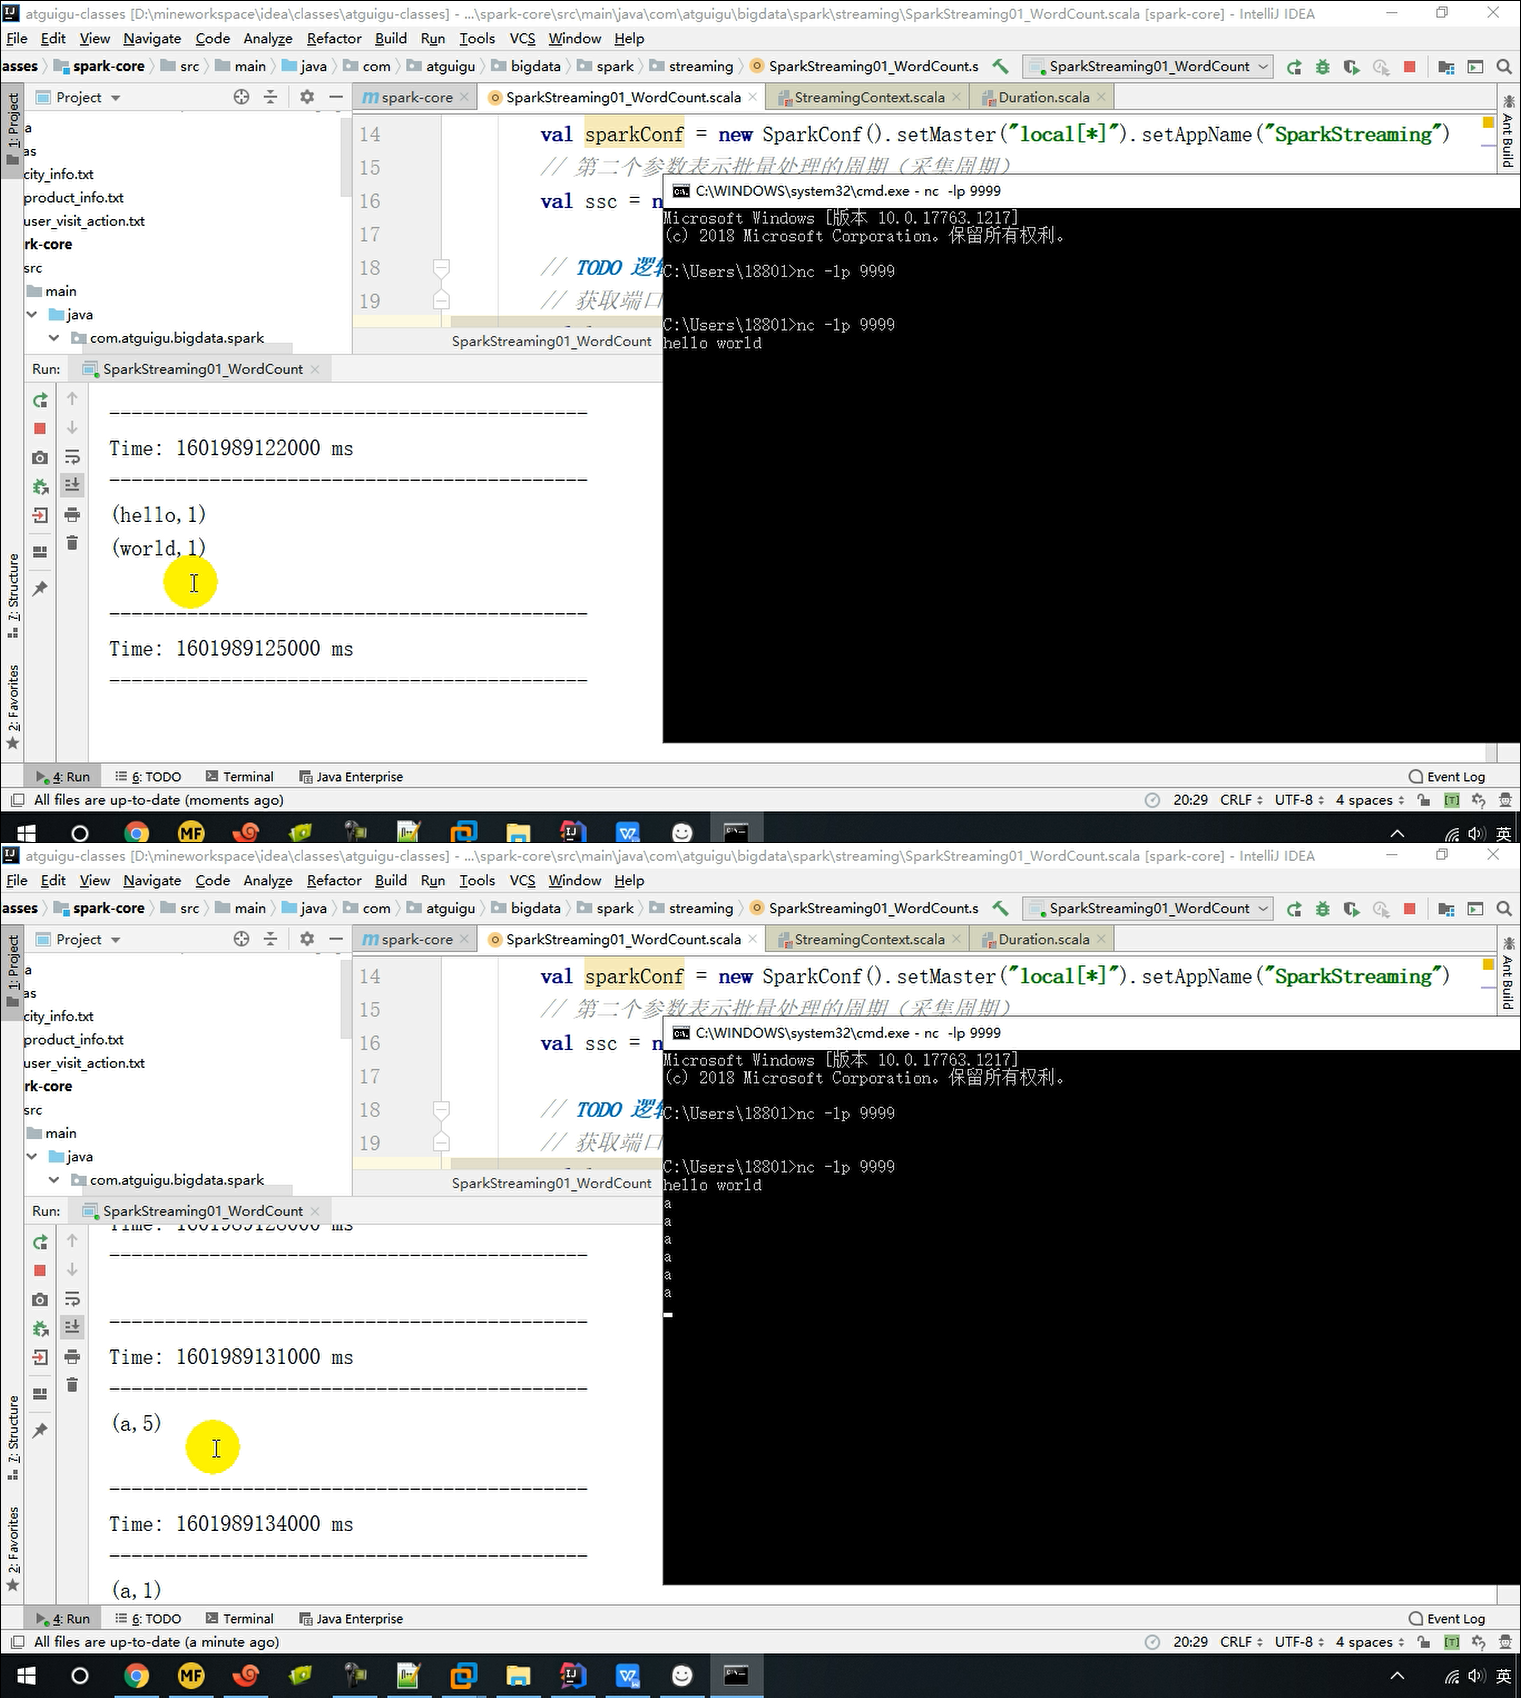 atguigu-classes [D:\mineworkspace\idea\classes\atguigu-classes] - ...\spark-core\src\main\java\com\atguigu\bigdata\spark\streaming\SparkStreaming01_WordCount.scala [spark-core] - IntelliJ IDEA
File Edit View Navigate Code Analyze Refactor Build Run Tools VCS Window Help
asses spark-core src main java com atguigu bigdata spark streaming SparkStreaming01_WordCount.s SparkStreaming01_WordCount
1: Project
Project
spark-core SparkStreaming01_WordCount.scala StreamingContext.scala Duration.scala
Ant Build
a
as
city_info.txt
product_info.txt
user_visit_action.txt
rk-core
src
main
java
com.atguigu.bigdata.spark
14 val sparkConf = new SparkConf().setMaster("local[*]").setAppName("SparkStreaming")
15 // 第二个参数表示批量处理的周期（采集周期）
16 val ssc = n
17
18 // TODO 逻辑
19 // 获取端口
SparkStreaming01_WordCount
C:\WINDOWS\system32\cmd.exe - nc -lp 9999
Microsoft Windows [版本 10.0.17763.1217]
(c) 2018 Microsoft Corporation。保留所有权利。
C:\Users\18801>nc -lp 9999
C:\Users\18801>nc -lp 9999
hello world
Run: SparkStreaming01_WordCount
-------------------------------------------
Time: 1601989122000 ms
-------------------------------------------
(hello,1)
(world,1)
-------------------------------------------
Time: 1601989125000 ms
-------------------------------------------
7: Structure
2: Favorites
4: Run 6: TODO Terminal Java Enterprise Event Log
All files are up-to-date (moments ago) 20:29 CRLF UTF-8 4 spaces
MF 英
atguigu-classes [D:\mineworkspace\idea\classes\atguigu-classes] - ...\spark-core\src\main\java\com\atguigu\bigdata\spark\streaming\SparkStreaming01_WordCount.scala [spark-core] - IntelliJ IDEA
File Edit View Navigate Code Analyze Refactor Build Run Tools VCS Window Help
asses spark-core src main java com atguigu bigdata spark streaming SparkStreaming01_WordCount.s SparkStreaming01_WordCount
1: Project
Project
spark-core SparkStreaming01_WordCount.scala StreamingContext.scala Duration.scala
Ant Build
a
as
city_info.txt
product_info.txt
user_visit_action.txt
rk-core
src
main
java
com.atguigu.bigdata.spark
14 val sparkConf = new SparkConf().setMaster("local[*]").setAppName("SparkStreaming")
15 // 第二个参数表示批量处理的周期（采集周期）
16 val ssc = n
17
18 // TODO 逻辑
19 // 获取端口
SparkStreaming01_WordCount
C:\WINDOWS\system32\cmd.exe - nc -lp 9999
Microsoft Windows [版本 10.0.17763.1217]
(c) 2018 Microsoft Corporation。保留所有权利。
C:\Users\18801>nc -lp 9999
C:\Users\18801>nc -lp 9999
hello world
a
a
a
a
a
a
Run: SparkStreaming01_WordCount
Time: 1601989128000 ms
-------------------------------------------
-------------------------------------------
Time: 1601989131000 ms
-------------------------------------------
(a,5)
-------------------------------------------
Time: 1601989134000 ms
-------------------------------------------
(a,1)
7: Structure
2: Favorites
4: Run 6: TODO Terminal Java Enterprise Event Log
All files are up-to-date (a minute ago) 20:29 CRLF UTF-8 4 spaces
MF 英